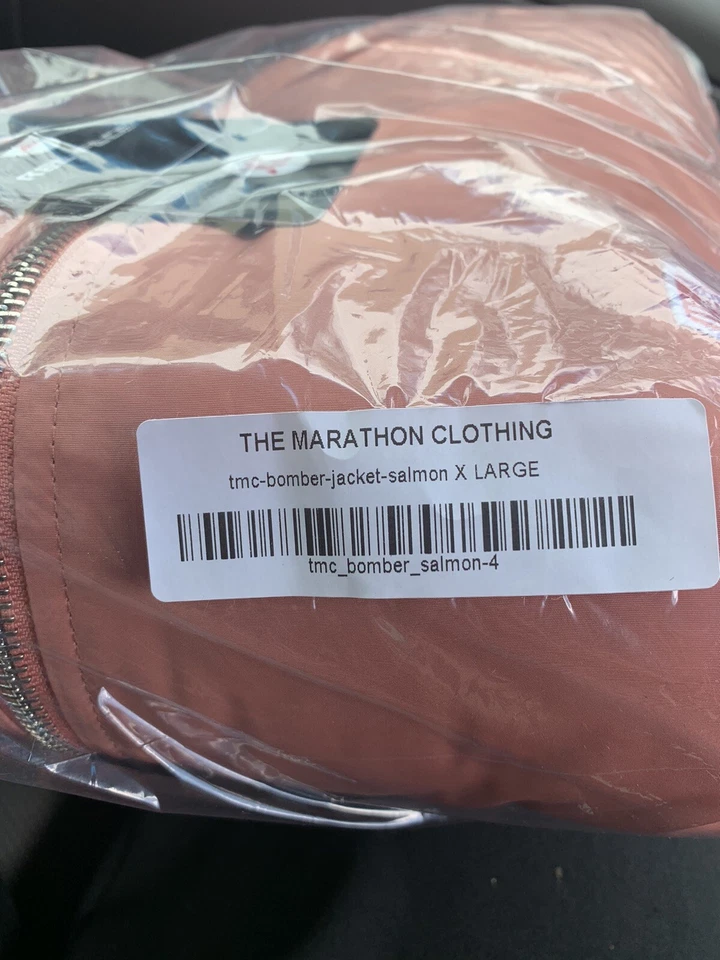 THE MARATHON CLOTHING
tmc-bomber-jacket-salmon X LARGE
tmc_bomber_salmon-4